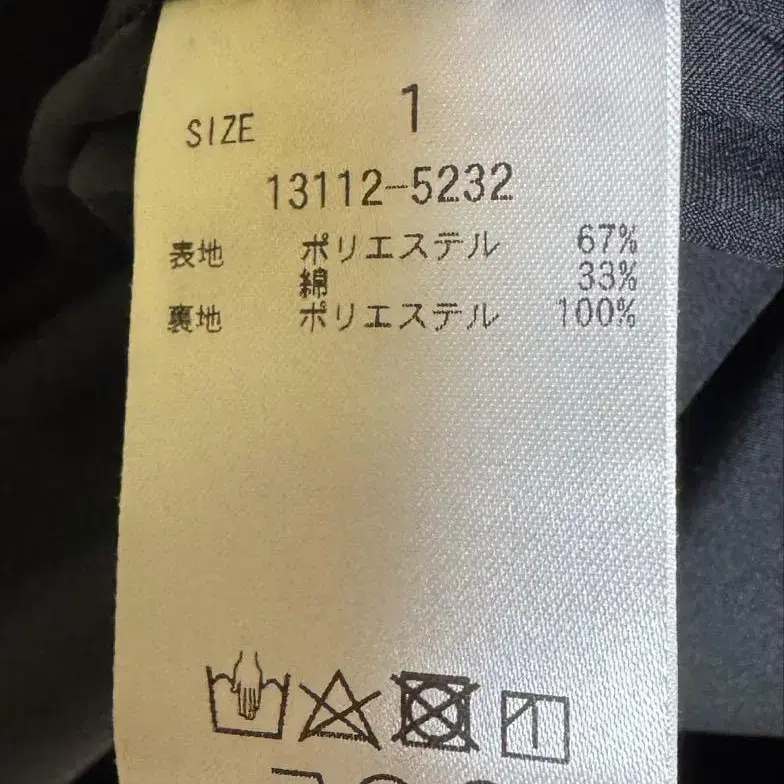 SIZE 1
13112-5232
表地 ポリエステル 67%
綿 33%
裏地 ポリエステル 100%